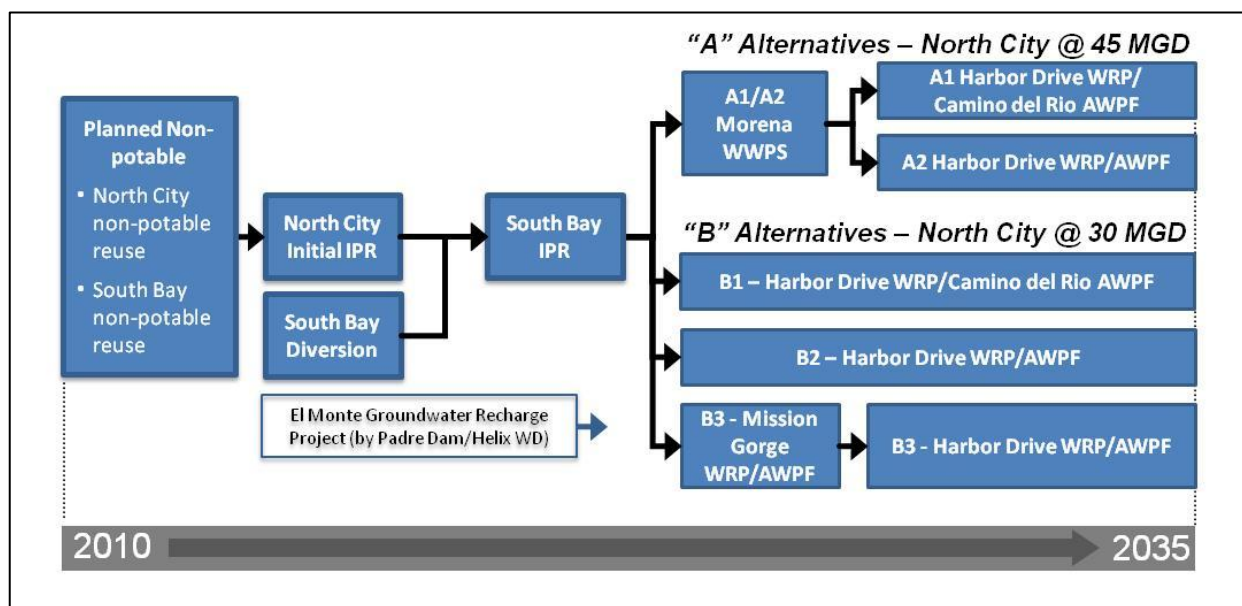 "A" Alternatives – North City @ 45 MGD
Planned Non-
potable
• North City
non-potable
reuse
• South Bay
non-potable
reuse
North City
Initial IPR
South Bay
Diversion
El Monte Groundwater Recharge
Project (by Padre Dam/Helix WD)
South Bay
IPR
A1/A2
Morena
WWPS
A1 Harbor Drive WRP/
Camino del Rio AWPF
A2 Harbor Drive WRP/AWPF
"B" Alternatives – North City @ 30 MGD
B1 – Harbor Drive WRP/Camino del Rio AWPF
B2 – Harbor Drive WRP/AWPF
B3 - Mission
Gorge
WRP/AWPF
B3 - Harbor Drive WRP/AWPF
2010
2035